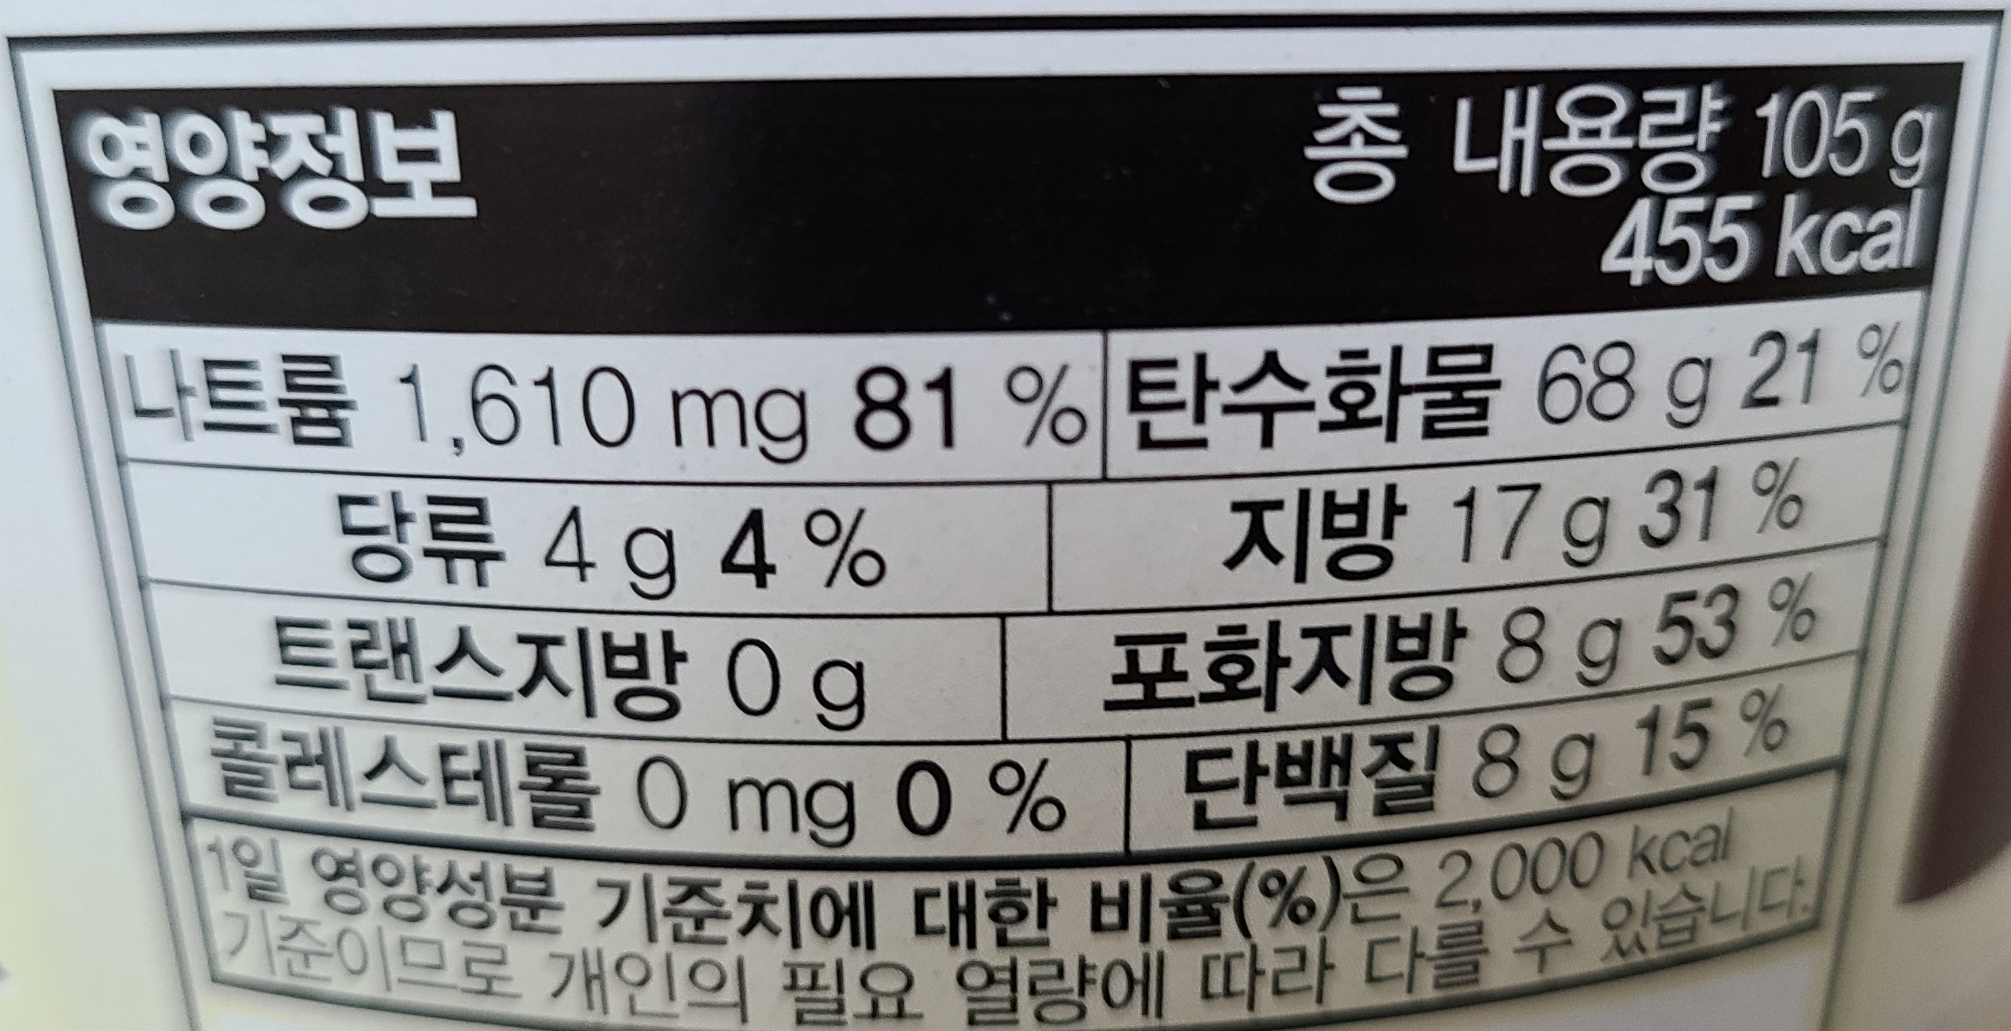 영양정보
총 내용량 105 g
455 kcal
나트륨 1,610 mg 81 % 탄수화물 68 g 21 %
당류 4 g 4 % 지방 17 g 31 %
트랜스지방 0 g 포화지방 8 g 53 %
콜레스테롤 0 mg 0 % 단백질 8 g 15 %
1일 영양성분 기준치에 대한 비율(%)은 2,000 kcal
기준이므로 개인의 필요 열량에 따라 다를 수 있습니다.